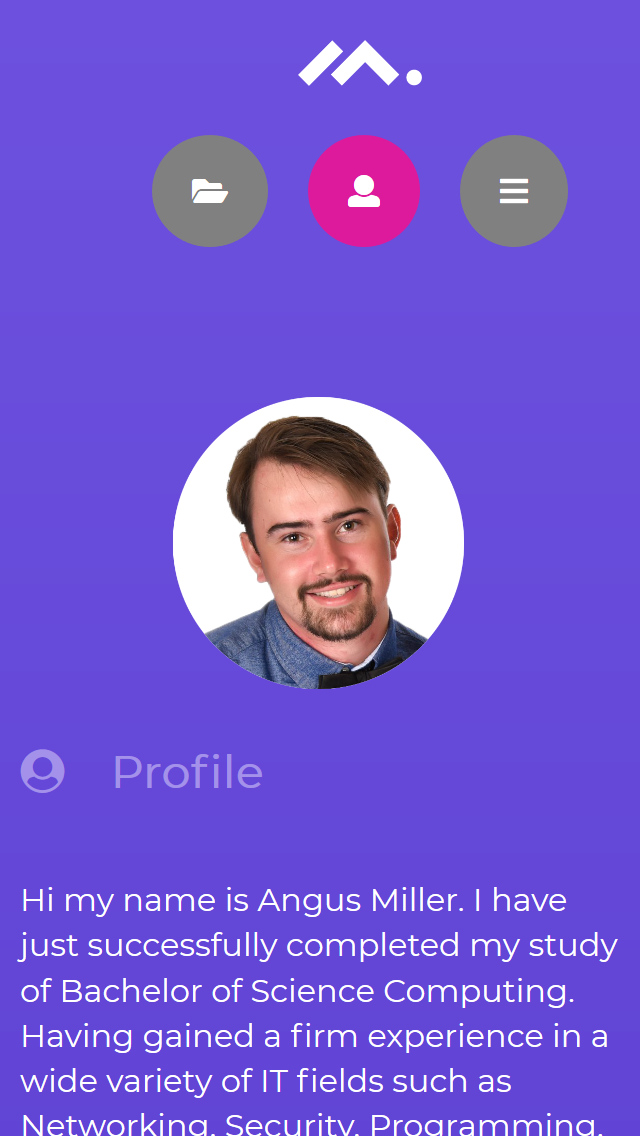 Profile
Hi my name is Angus Miller. I have
just successfully completed my study
of Bachelor of Science Computing.
Having gained a firm experience in a
wide variety of IT fields such as
Networking, Security, Programming,